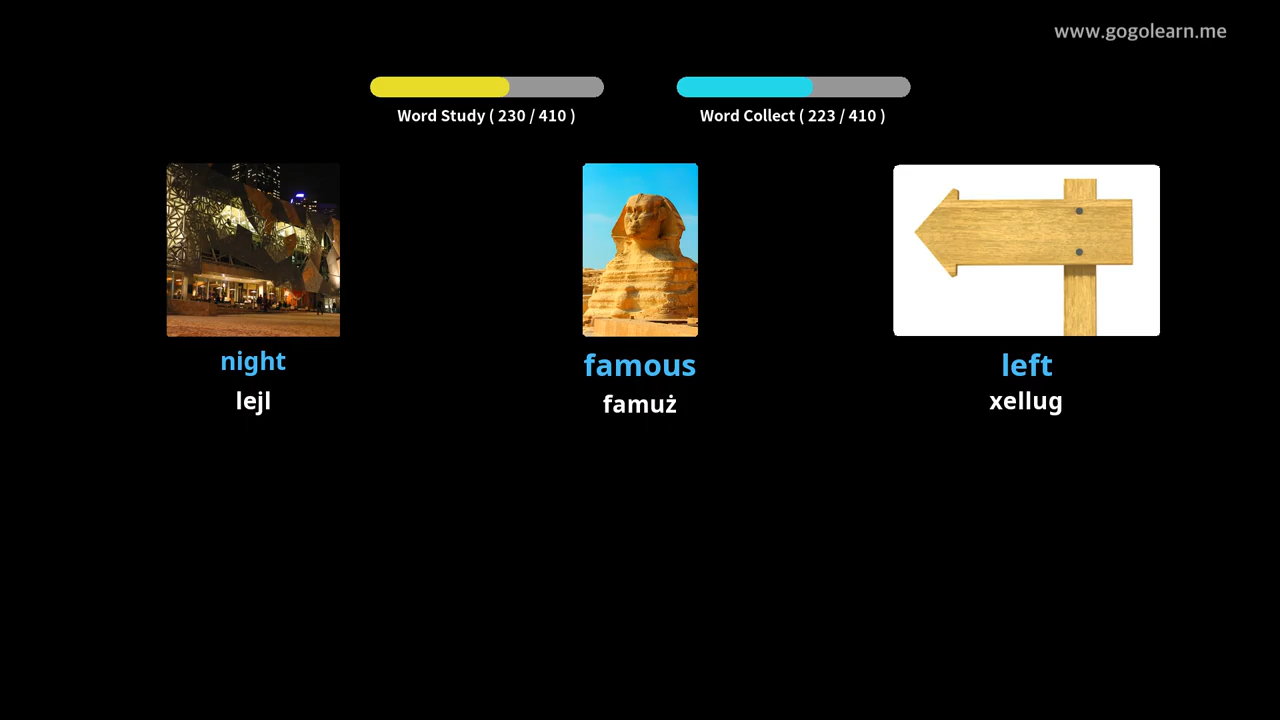 www.gogolearn.me
Word Study ( 230 / 410 )
Word Collect ( 223 / 410 )
night
lejl
famous
famuż
left
xellug